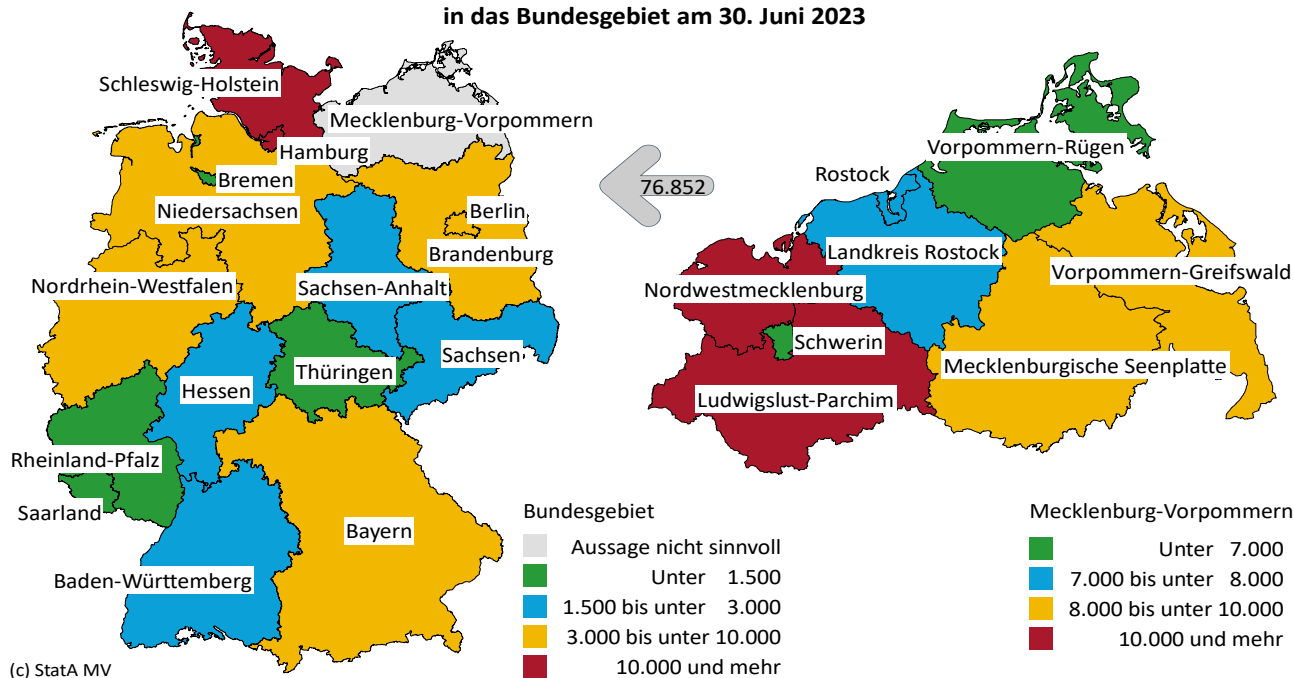 in das Bundesgebiet am 30. Juni 2023
Schleswig-Holstein
Mecklenburg-Vorpommern
Hamburg
Bremen
Niedersachsen
Berlin
Brandenburg
Nordrhein-Westfalen
Sachsen-Anhalt
Sachsen
Thüringen
Hessen
Rheinland-Pfalz
Saarland
Bayern
Baden-Württemberg
76.852
Vorpommern-Rügen
Rostock
Landkreis Rostock
Vorpommern-Greifswald
Nordwestmecklenburg
Schwerin
Mecklenburgische Seenplatte
Ludwigslust-Parchim
Bundesgebiet
Aussage nicht sinnvoll
Unter 1.500
1.500 bis unter 3.000
3.000 bis unter 10.000
10.000 und mehr
Mecklenburg-Vorpommern
Unter 7.000
7.000 bis unter 8.000
8.000 bis unter 10.000
10.000 und mehr
(c) StatA MV